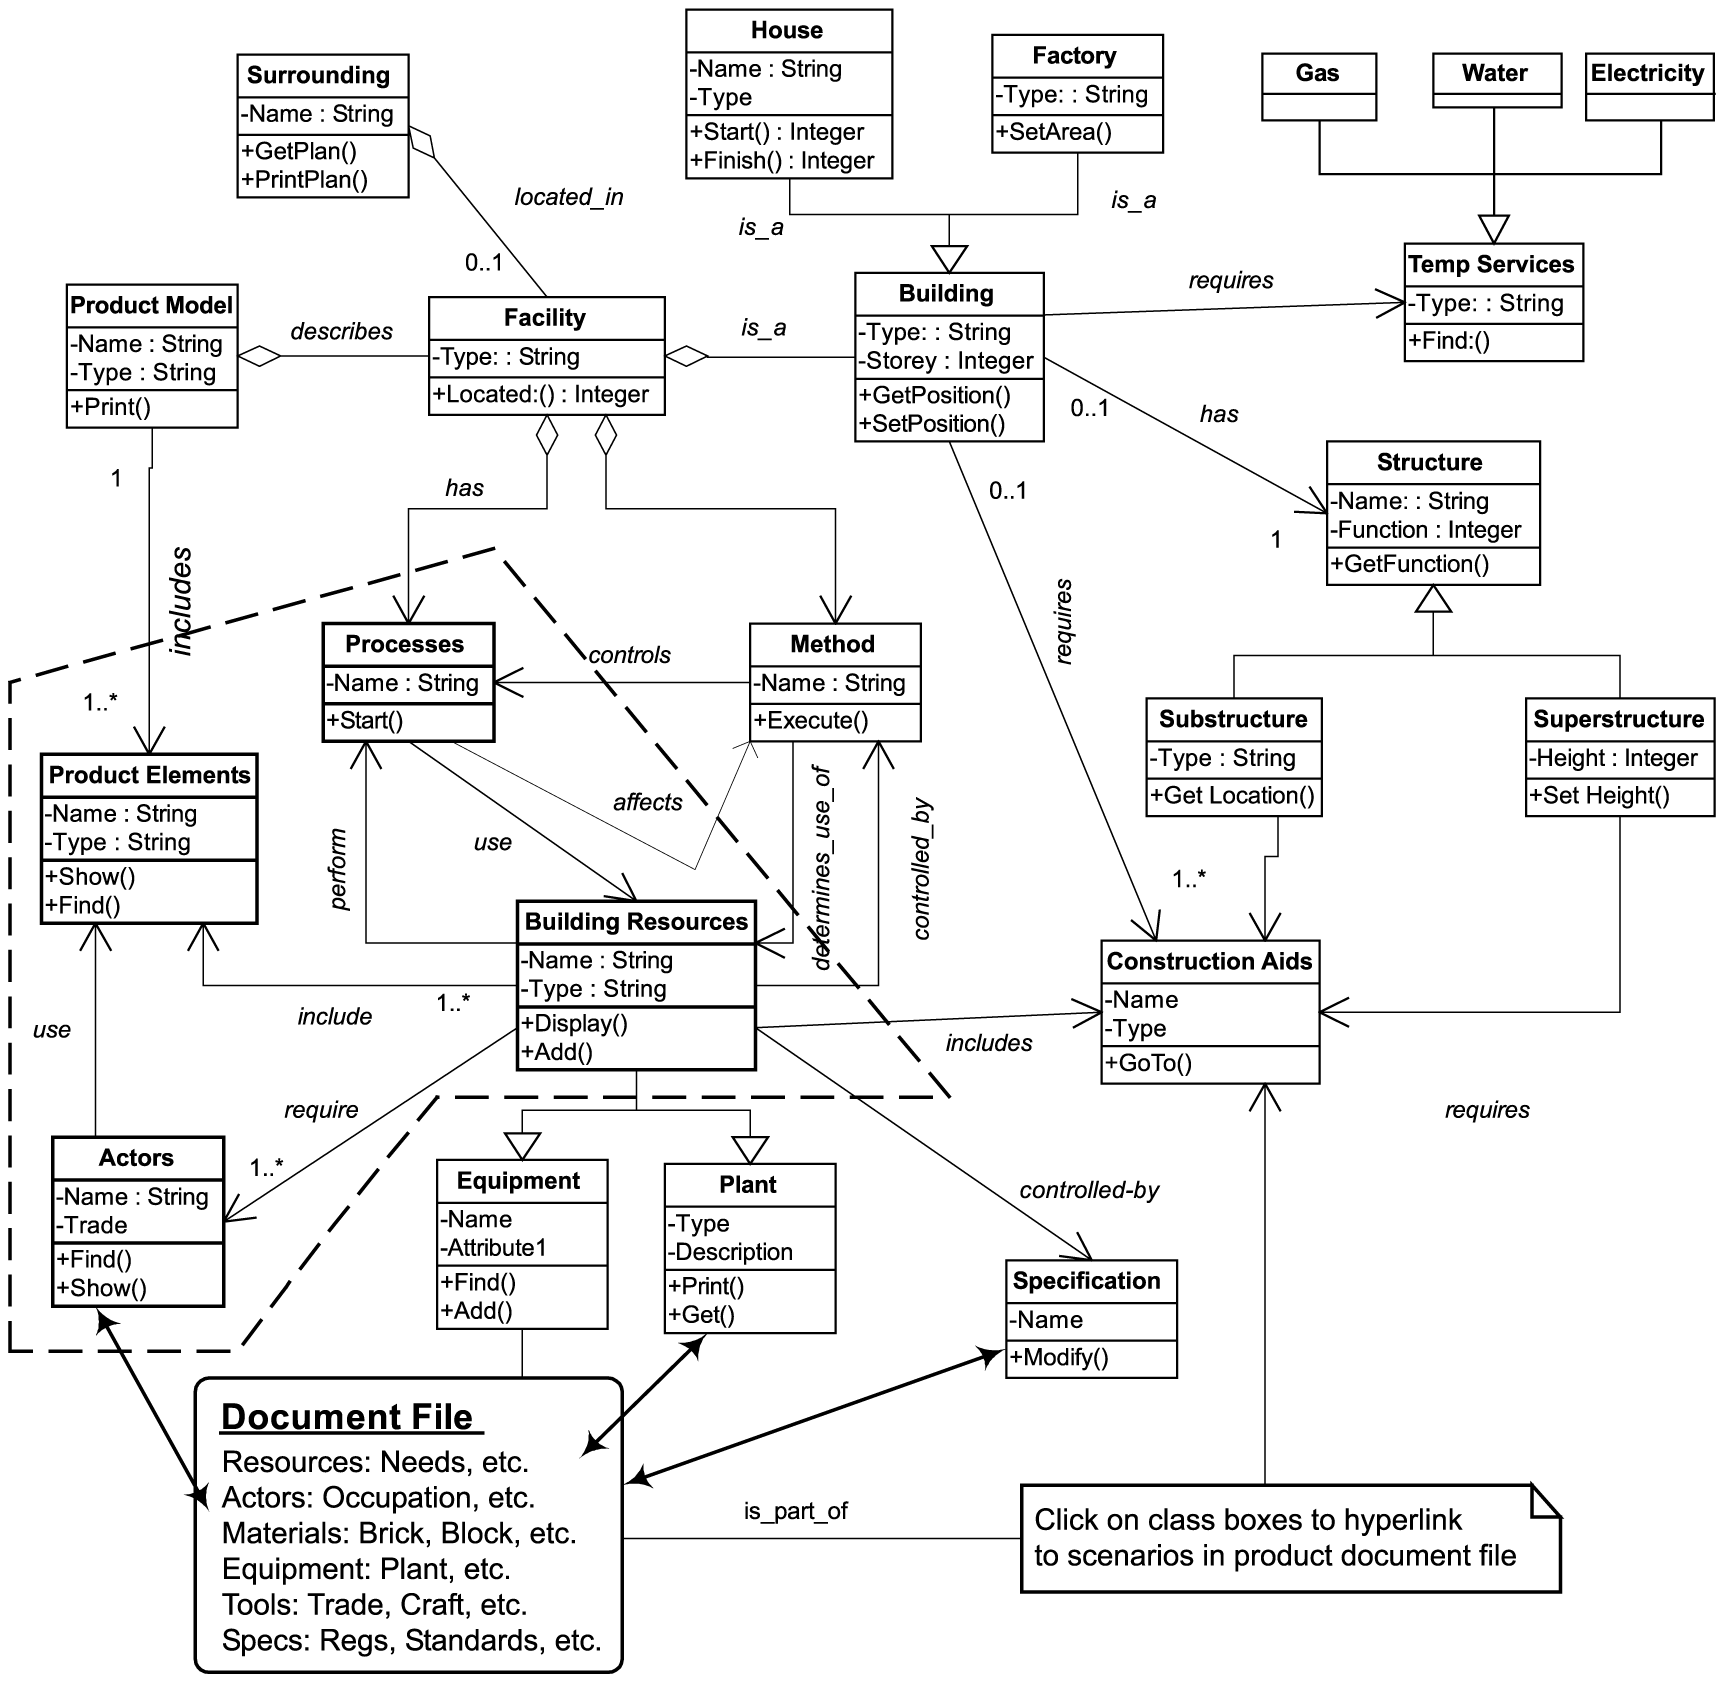 House
-Name : String
-Type
+Start() : Integer
+Finish() : Integer
Factory
-Type: : String
+SetArea()
Gas
Water
Electricity
Surrounding
-Name : String
+GetPlan()
+PrintPlan()
located_in
0..1
is_a
is_a
Temp Services
-Type: : String
+Find:()
requires
Product Model
-Name : String
-Type : String
+Print()
describes
Facility
-Type: : String
+Located:() : Integer
is_a
Building
-Type: : String
-Storey : Integer
+GetPosition()
+SetPosition()
0..1
has
1
Structure
-Name: : String
-Function : Integer
+GetFunction()
1
includes
1..*
has
0..1
requires
Processes
-Name : String
+Start()
controls
Method
-Name : String
+Execute()
Substructure
-Type : String
+Get Location()
Superstructure
-Height : Integer
+Set Height()
Product Elements
-Name : String
-Type : String
+Show()
+Find()
perform
use
affects
determines_use_of
controlled_by
1..*
Building Resources
-Name : String
-Type : String
+Display()
+Add()
Construction Aids
-Name
-Type
+GoTo()
use
include
1..*
includes
require
1..*
requires
Actors
-Name : String
-Trade
+Find()
+Show()
Equipment
-Name
-Attribute1
+Find()
+Add()
Plant
-Type
-Description
+Print()
+Get()
controlled-by
Specification
-Name
+Modify()
Document File
Resources: Needs, etc.
Actors: Occupation, etc.
Materials: Brick, Block, etc.
Equipment: Plant, etc.
Tools: Trade, Craft, etc.
Specs: Regs, Standards, etc.
is_part_of
Click on class boxes to hyperlink
to scenarios in product document file